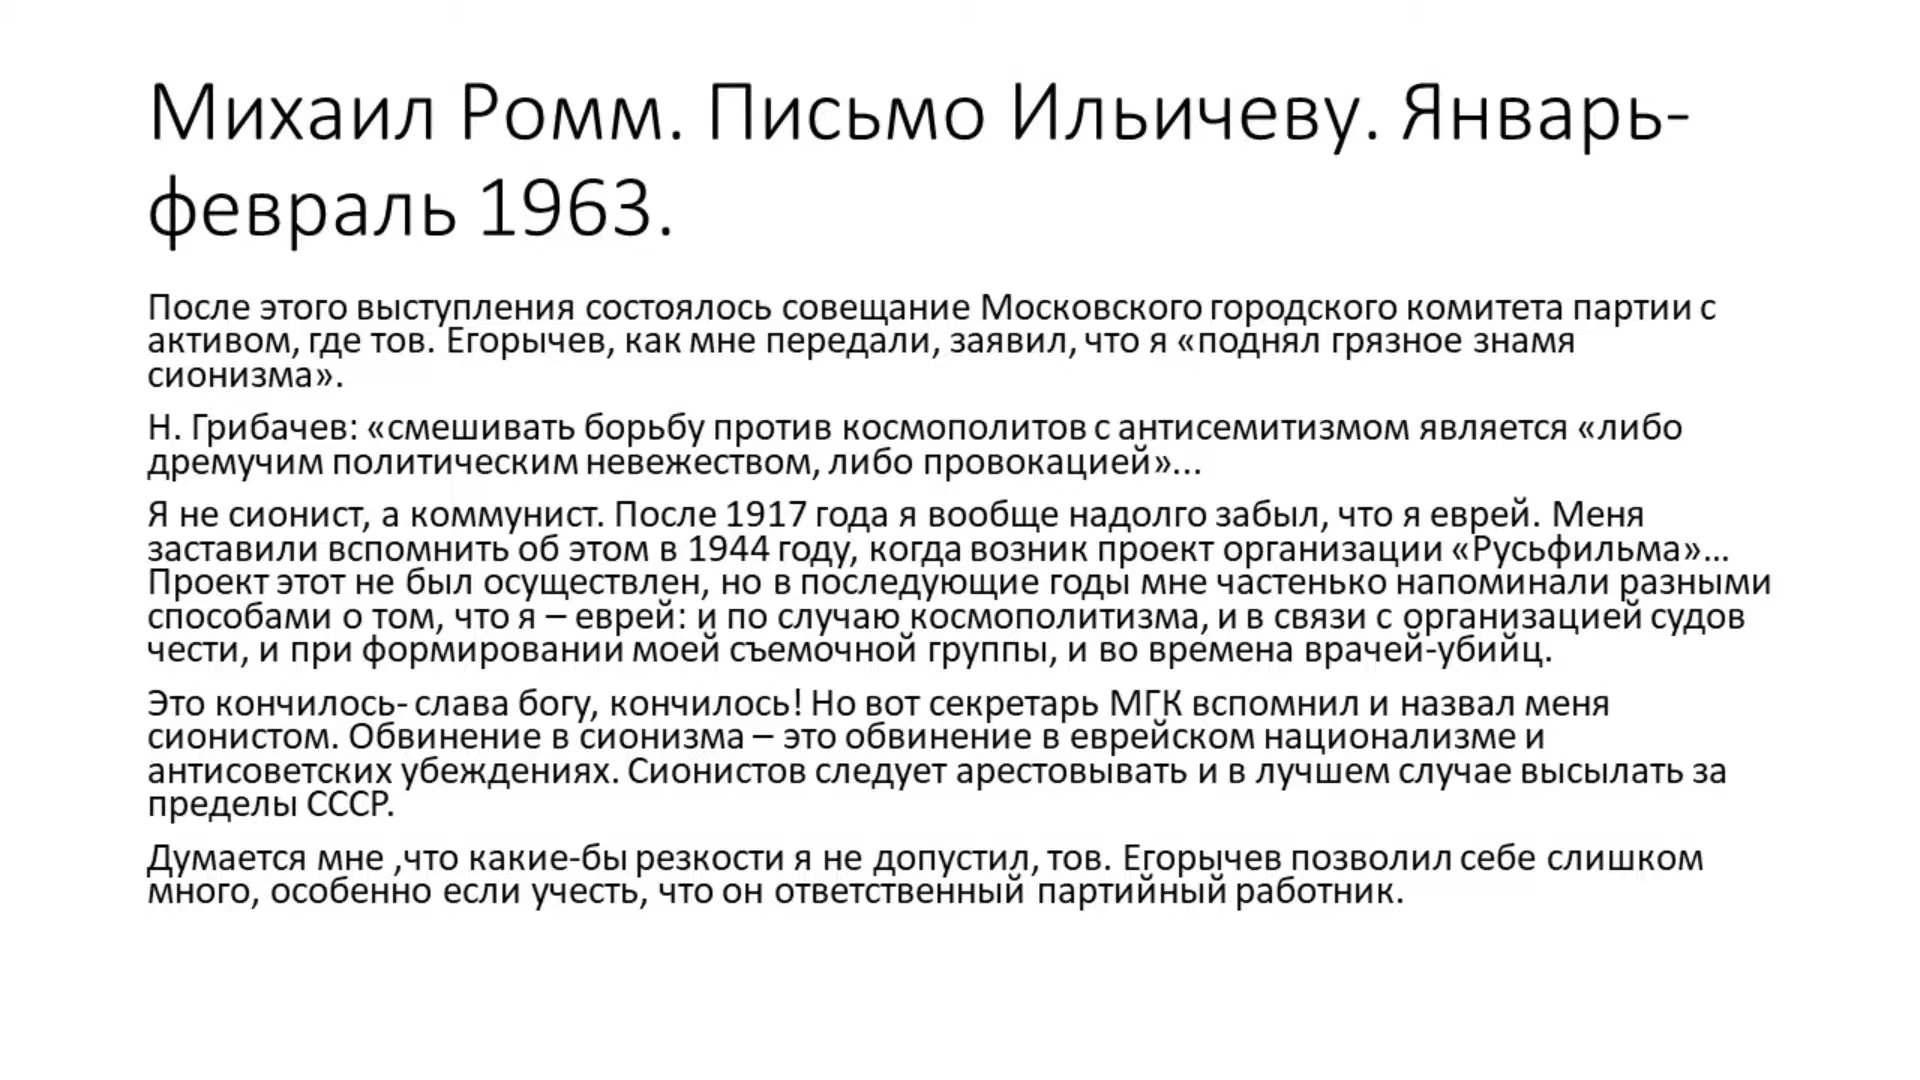 Михаил Ромм. Письмо Ильичеву. Январь-
февраль 1963.
После этого выступления состоялось совещание Московского городского комитета партии с
активом, где тов. Егорычев, как мне передали, заявил, что я «поднял грязное знамя
сионизма».
Н. Грибачев: «смешивать борьбу против космополитов с антисемитизмом является «либо
дремучим политическим невежеством, либо провокацией»...
Я не сионист, а коммунист. После 1917 года я вообще надолго забыл, что я еврей. Меня
заставили вспомнить об этом в 1944 году, когда возник проект организации «Русьфильма»...
Проект этот не был осуществлен, но в последующие годы мне частенько напоминали разными
способами о том, что я – еврей: и по случаю космополитизма, и в связи с организацией судов
чести, и при формировании моей съемочной группы, и во времена врачей-убийц.
Это кончилось- слава богу, кончилось! Но вот секретарь МГК вспомнил и назвал меня
сионистом. Обвинение в сионизма – это обвинение в еврейском национализме и
антисоветских убеждениях. Сионистов следует арестовывать и в лучшем случае высылать за
пределы СССР.
Думается мне ,что какие-бы резкости я не допустил, тов. Егорычев позволил себе слишком
много, особенно если учесть, что он ответственный партийный работник.